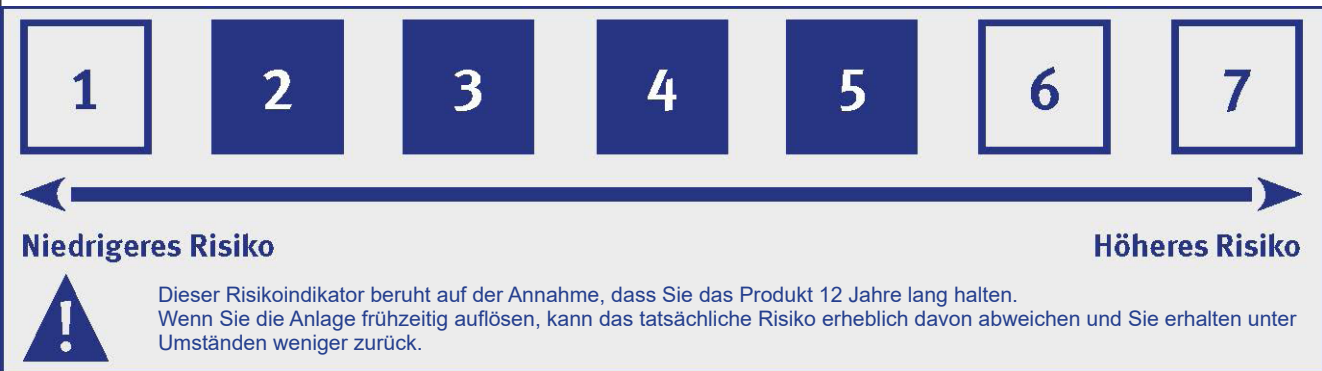 1 2 3 4 5 6 7
Niedrigeres Risiko Höheres Risiko
!
Dieser Risikoindikator beruht auf der Annahme, dass Sie das Produkt 12 Jahre lang halten.
Wenn Sie die Anlage frühzeitig auflösen, kann das tatsächliche Risiko erheblich davon abweichen und Sie erhalten unter
Umständen weniger zurück.